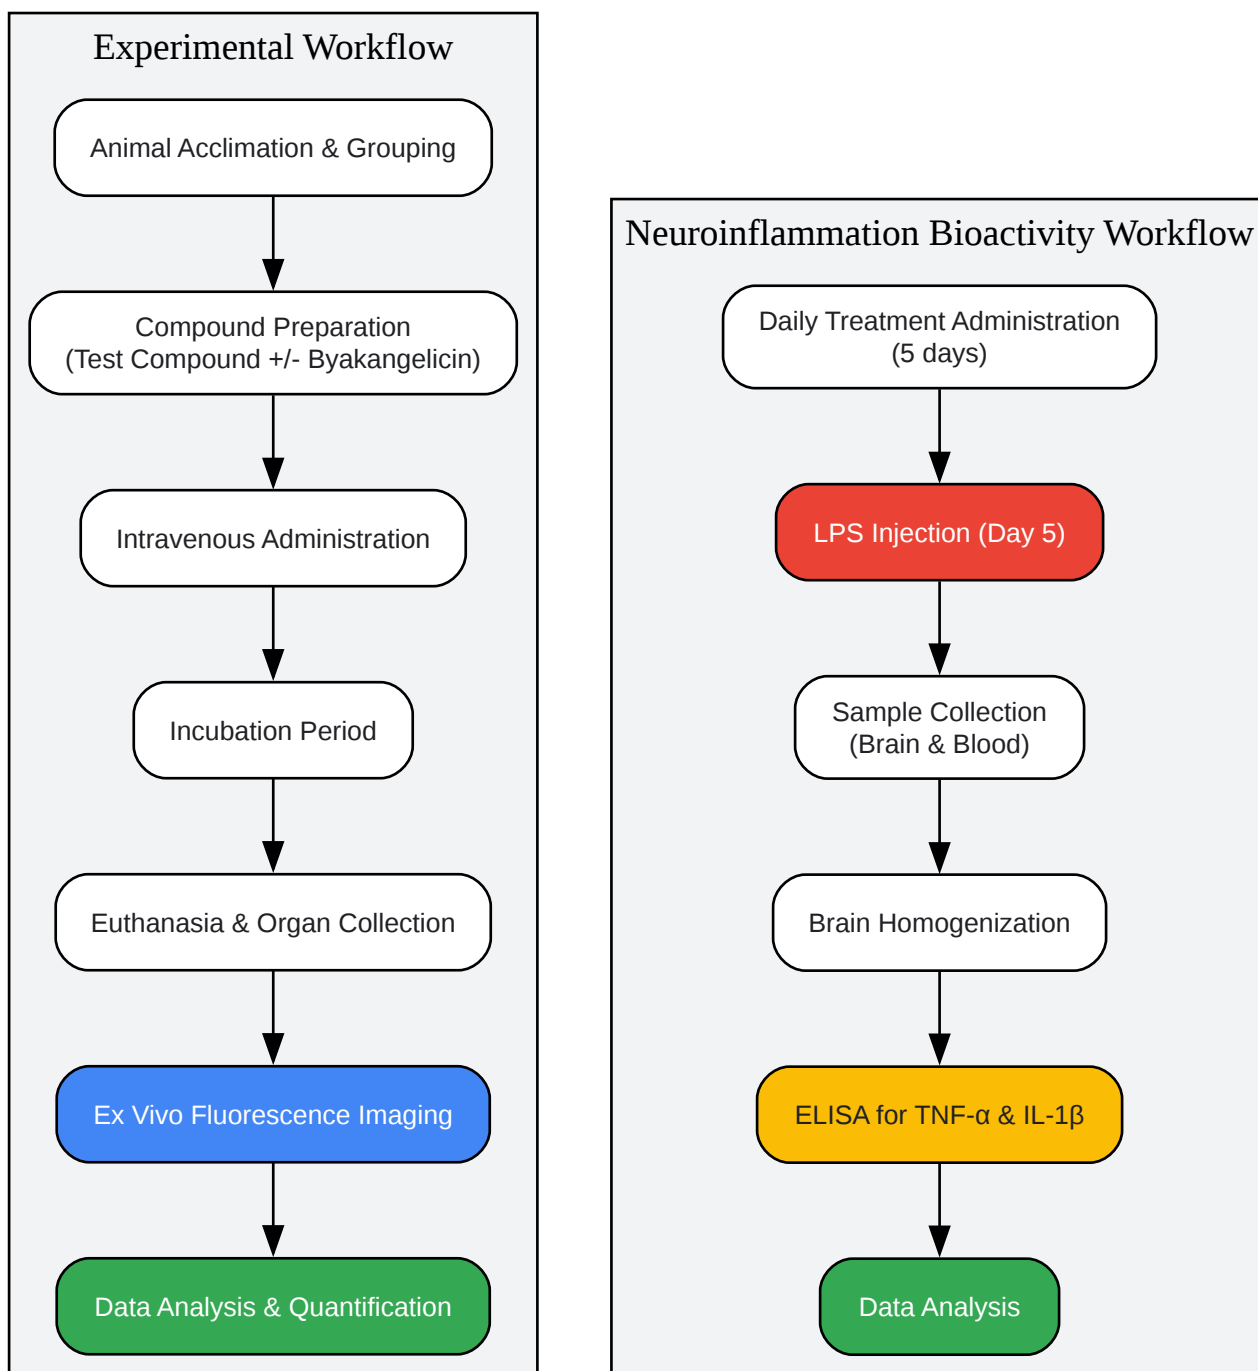 Experimental Workflow
Animal Acclimation & Grouping
Compound Preparation
(Test Compound +/- Byakangelicin)
Intravenous Administration
Incubation Period
Euthanasia & Organ Collection
Ex Vivo Fluorescence Imaging
Data Analysis & Quantification
Neuroinflammation Bioactivity Workflow
Daily Treatment Administration
(5 days)
LPS Injection (Day 5)
Sample Collection
(Brain & Blood)
Brain Homogenization
ELISA for TNF-α & IL-1β
Data Analysis